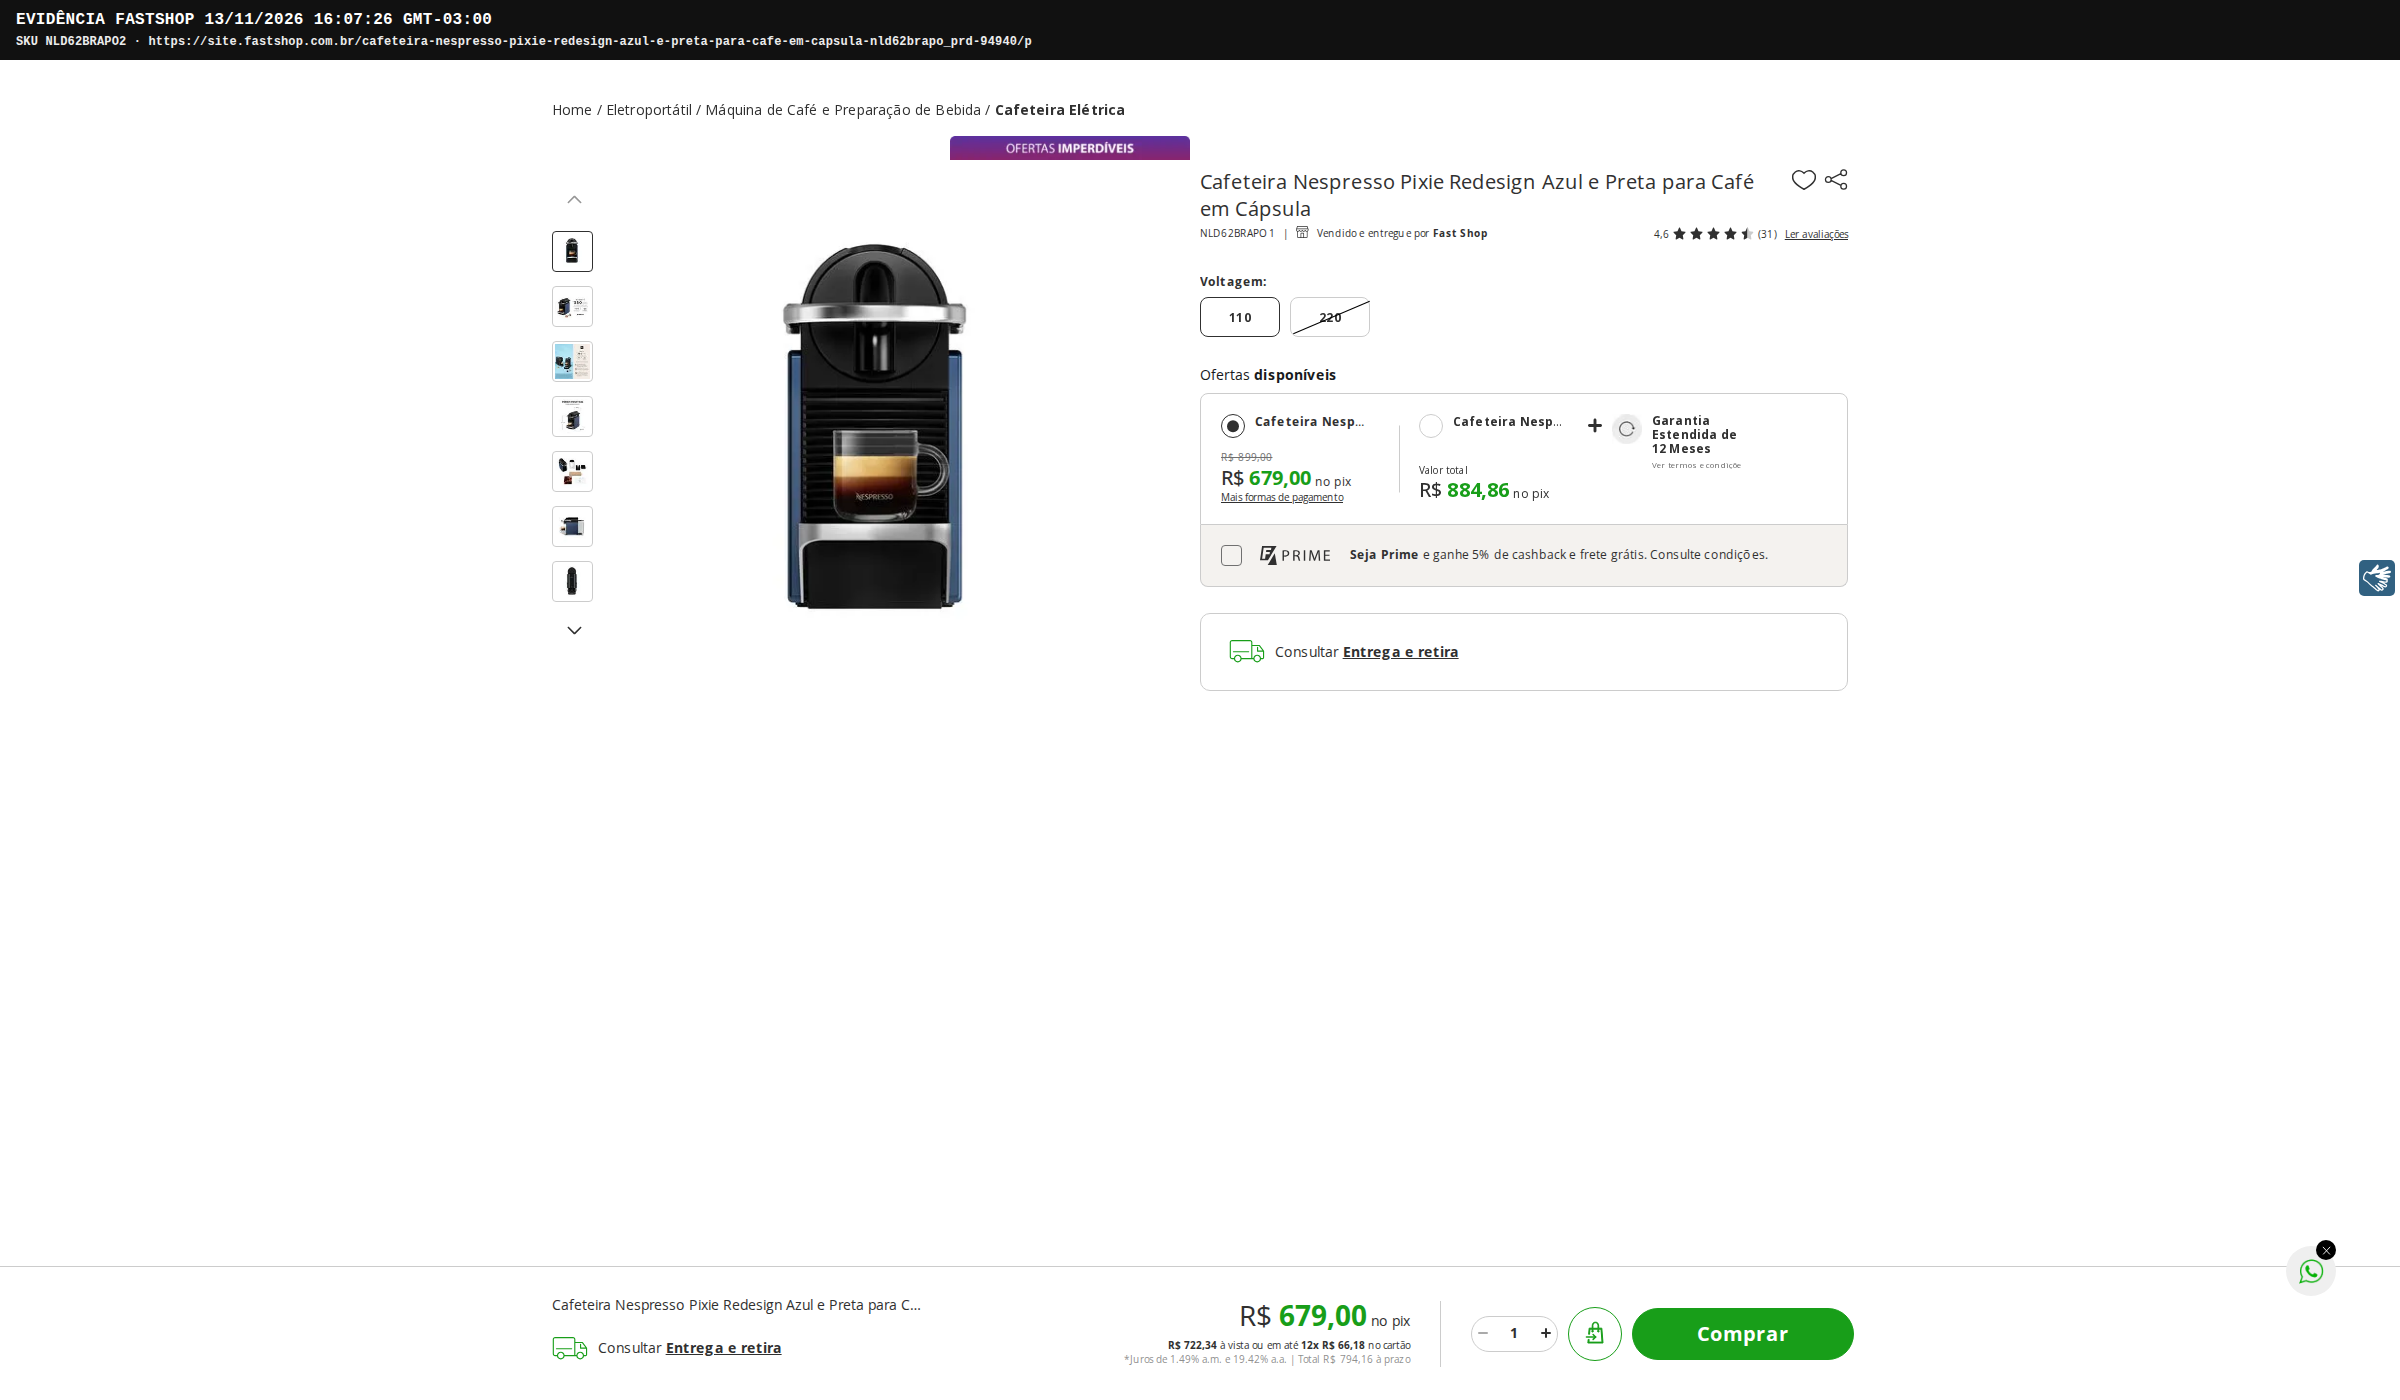 EVIDÊNCIA FASTSHOP 13/11/2026 16:07:26 GMT-03:00
SKU NLD62BRAPO2 · https://site.fastshop.com.br/cafeteira-nespresso-pixie-redesign-azul-e-preta-para-cafe-em-capsula-nld62brapo_prd-94940/p
Home / Eletroportátil / Máquina de Café e Preparação de Bebida / Cafeteira Elétrica
OFERTAS IMPERDÍVEIS
Cafeteira Nespresso Pixie Redesign Azul e Preta para Café
em Cápsula
NLD62BRAPO1 | Vendido e entregue por Fast Shop
4,6 (31) Ler avaliações
Voltagem:
110 220
Ofertas disponíveis
Cafeteira Nesp...
R$ 899,00
R$ 679,00 no pix
Mais formas de pagamento
Cafeteira Nesp...
Valor total
R$ 884,86 no pix
+
Garantia
Estendida de
12 Meses
Ver termos e condiçõe
PRIME Seja Prime e ganhe 5% de cashback e frete grátis. Consulte condições.
Consultar Entrega e retira
NESPRESSO
Cafeteira Nespresso Pixie Redesign Azul e Preta para C...
Consultar Entrega e retira
R$ 679,00 no pix
R$ 722,34 à vista ou em até 12x R$ 66,18 no cartão
*Juros de 1.49% a.m. e 19.42% a.a. | Total R$ 794,16 à prazo
− 1 +
Comprar